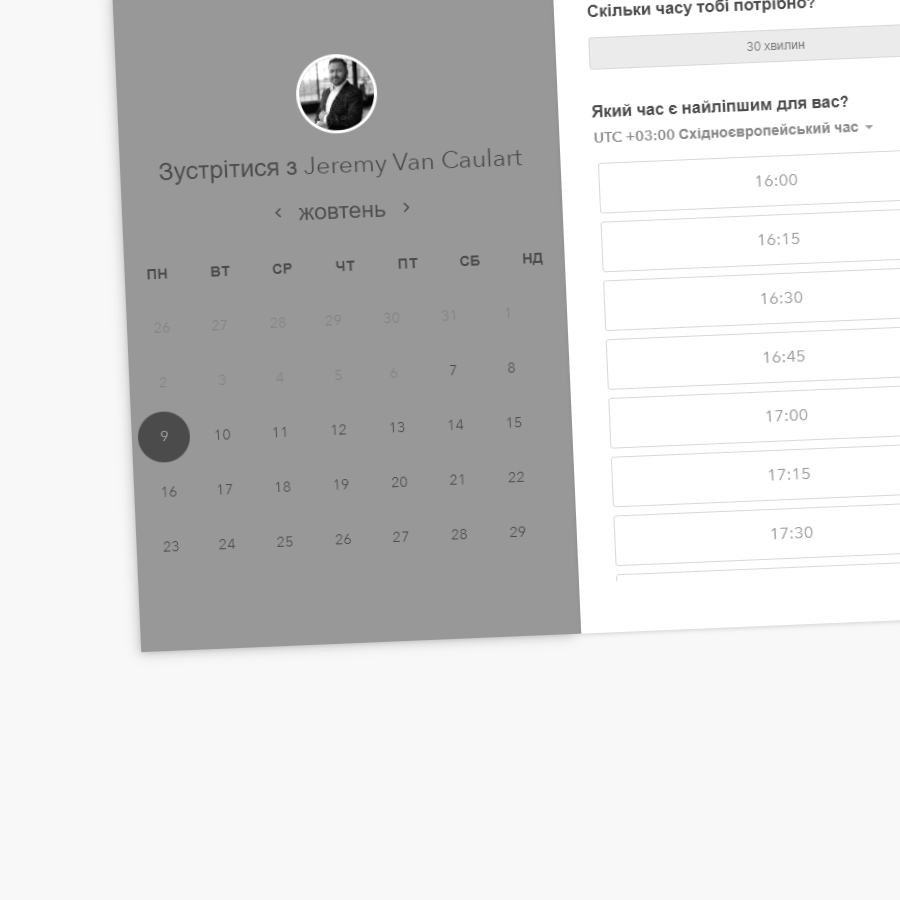 Зустрітися з Jeremy Van Caulart
‹ жовтень ›
ПН ВТ СР ЧТ ПТ СБ НД
26 27 28 29 30 31 1
2 3 4 5 6 7 8
9 10 11 12 13 14 15
16 17 18 19 20 21 22
23 24 25 26 27 28 29
Скільки часу тобі потрібно?
30 хвилин
Який час є найліпшим для вас?
UTC +03:00 Східноєвропейський час
16:00
16:15
16:30
16:45
17:00
17:15
17:30